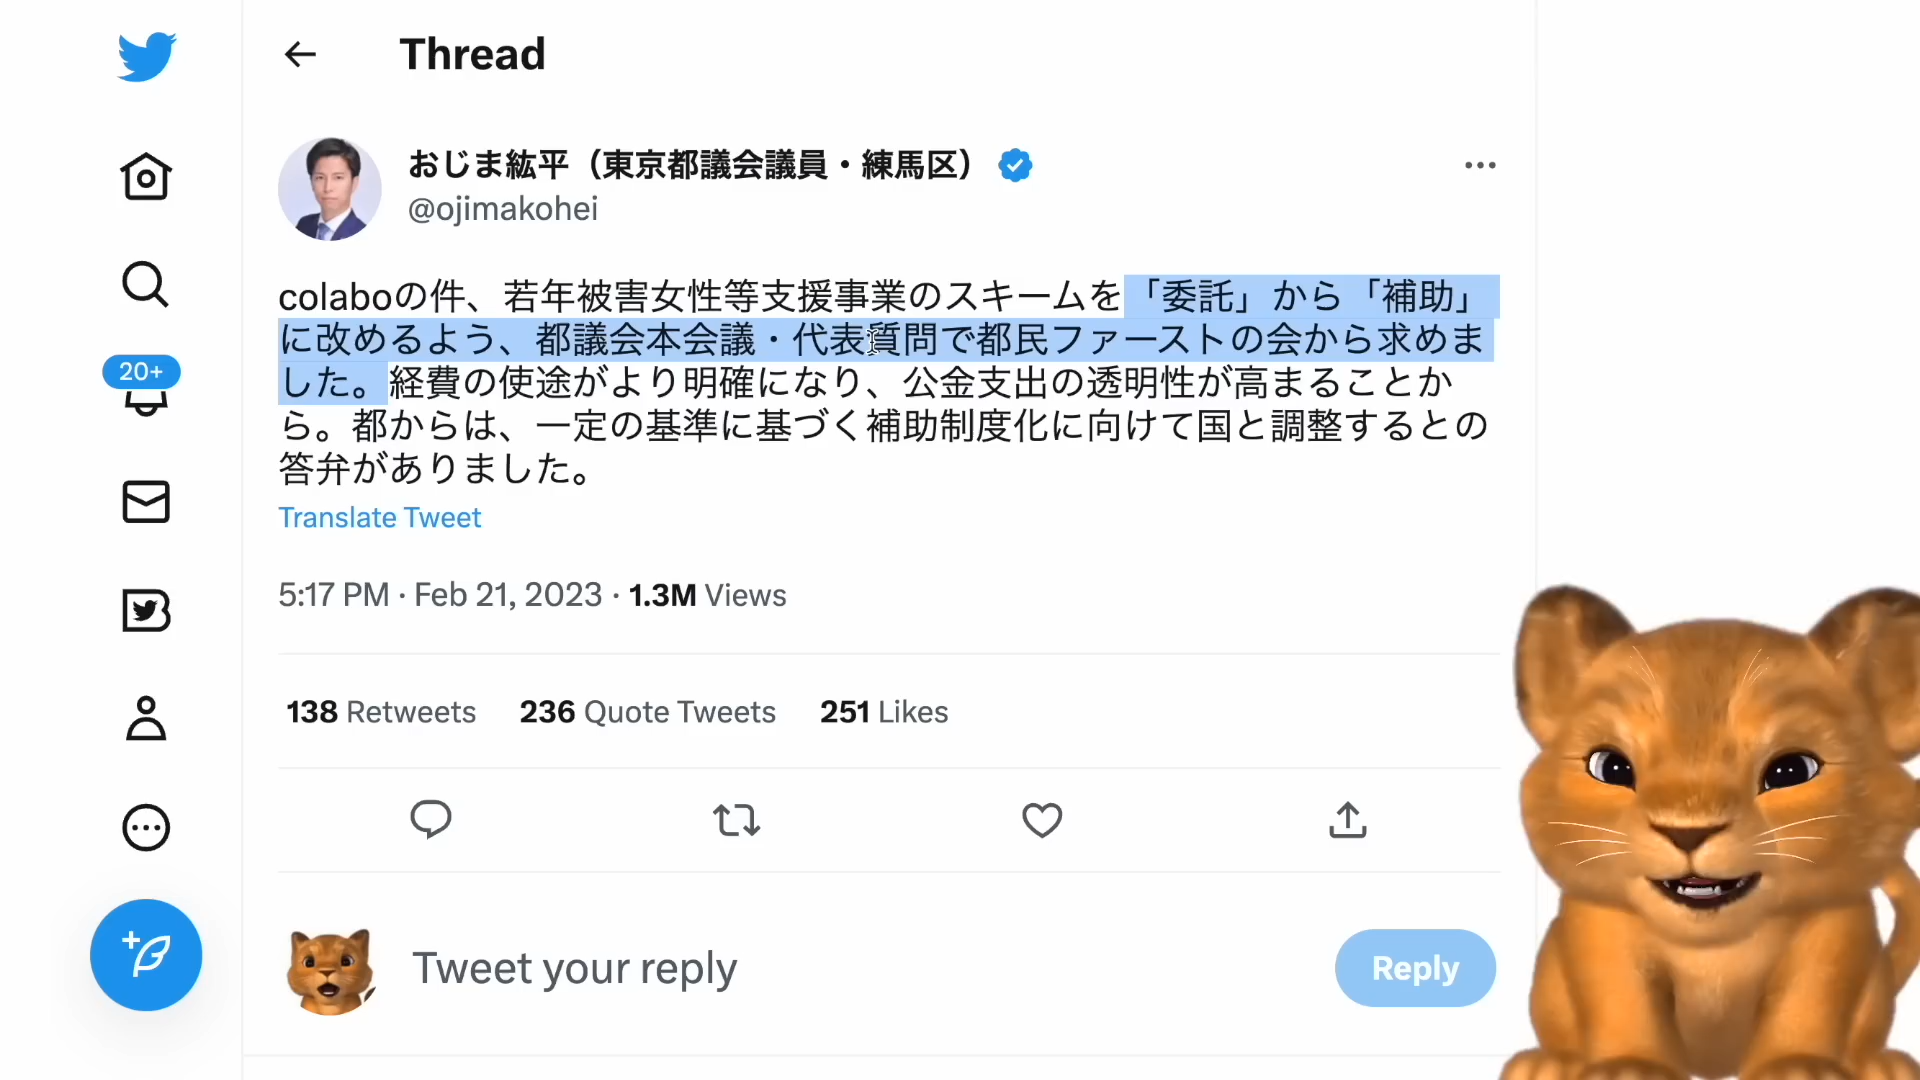 Thread
おじま紘平（東京都議会議員・練馬区）
@ojimakohei
colaboの件、若年被害女性等支援事業のスキームを「委託」から「補助」
に改めるよう、都議会本会議・代表質問で都民ファーストの会から求めま
した。経費の使途がより明確になり、公金支出の透明性が高まることか
ら。都からは、一定の基準に基づく補助制度化に向けて国と調整するとの
答弁がありました。
Translate Tweet
5:17 PM · Feb 21, 2023 · 1.3M Views
138 Retweets 236 Quote Tweets 251 Likes
20+
Tweet your reply
Reply